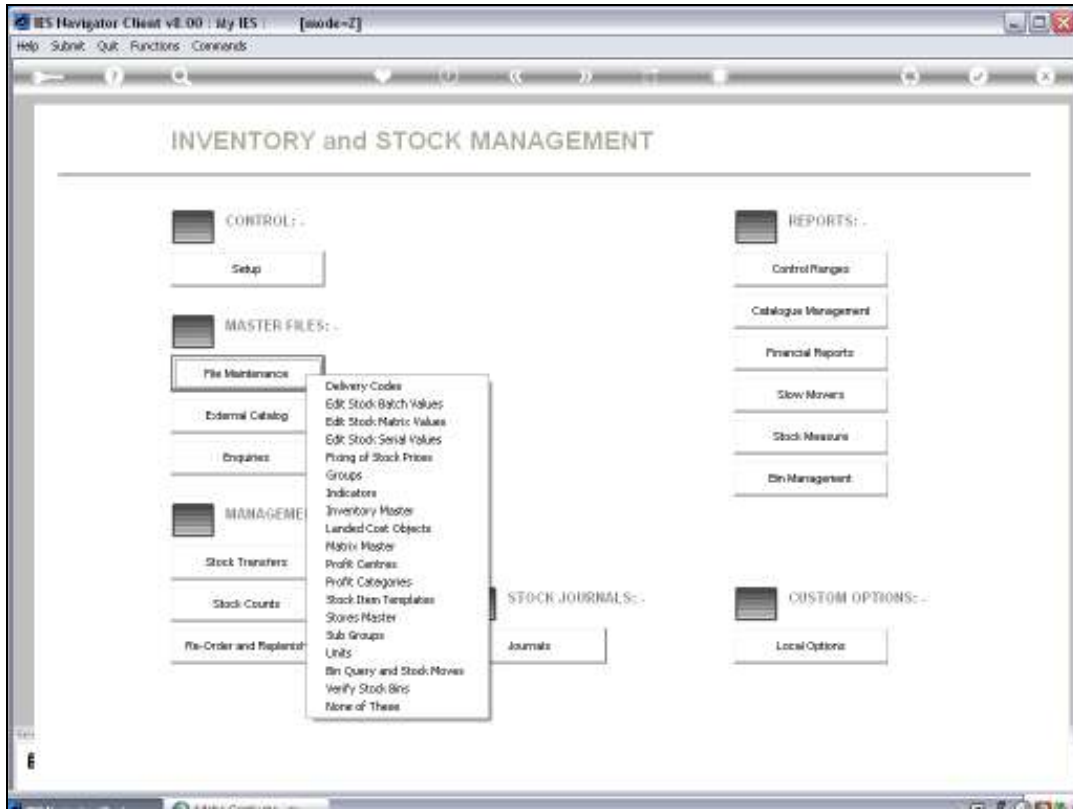 IES Navigator Client v8.00 : My IES : [mode=Z]
Help Submit Quit Functions Commands
INVENTORY and STOCK MANAGEMENT
CONTROL: -
Setup
MASTER FILES: -
File Maintenance
External Catalog
Enquiries
Delivery Codes
Edit Stock Batch Values
Edit Stock Matrix Values
Edit Stock Serial Values
Fixing of Stock Prices
Groups
Indicators
Inventory Master
Landed Cost Objects
Matrix Master
Profit Centres
Profit Categories
Stock Item Templates
Stores Master
Sub Groups
Units
Bin Query and Stock Moves
Verify Stock Bins
None of These
Stock Transfers
Stock Counts
Re-Order and
STOCK JOURNALS: -
Journals
REPORTS: -
Control Ranges
Catalogue Management
Financial Reports
Slow Movers
Stock Measure
Bin Management
CUSTOM OPTIONS: -
Local Options